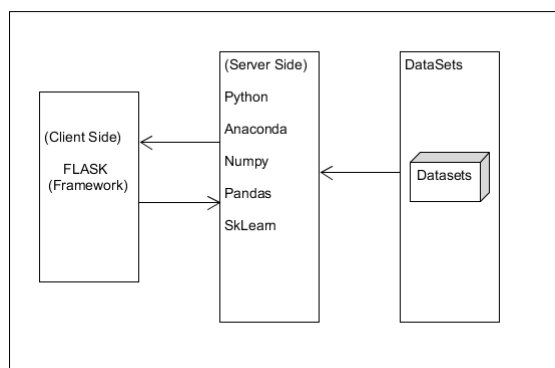 (Client Side)
FLASK
(Framework)
(Server Side)
Python
Anaconda
Numpy
Pandas
SkLearn
DataSets
Datasets